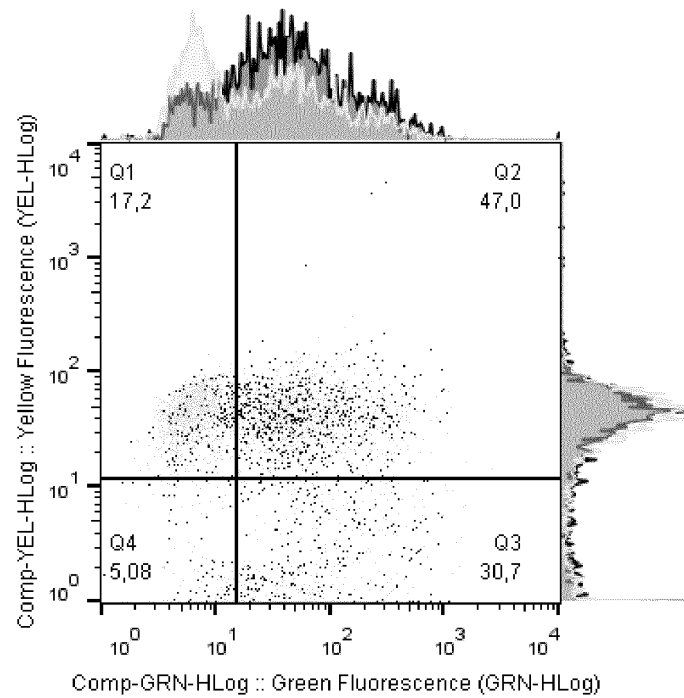 10^4
Q1
Q2
17,2
47,0
10^3
10^2
10^1
Q4
Q3
5,08
30,7
10^0
10^0 10^1 10^2 10^3 10^4
Comp-YEL-HLog :: Yellow Fluorescence (YEL-HLog)
Comp-GRN-HLog :: Green Fluorescence (GRN-HLog)